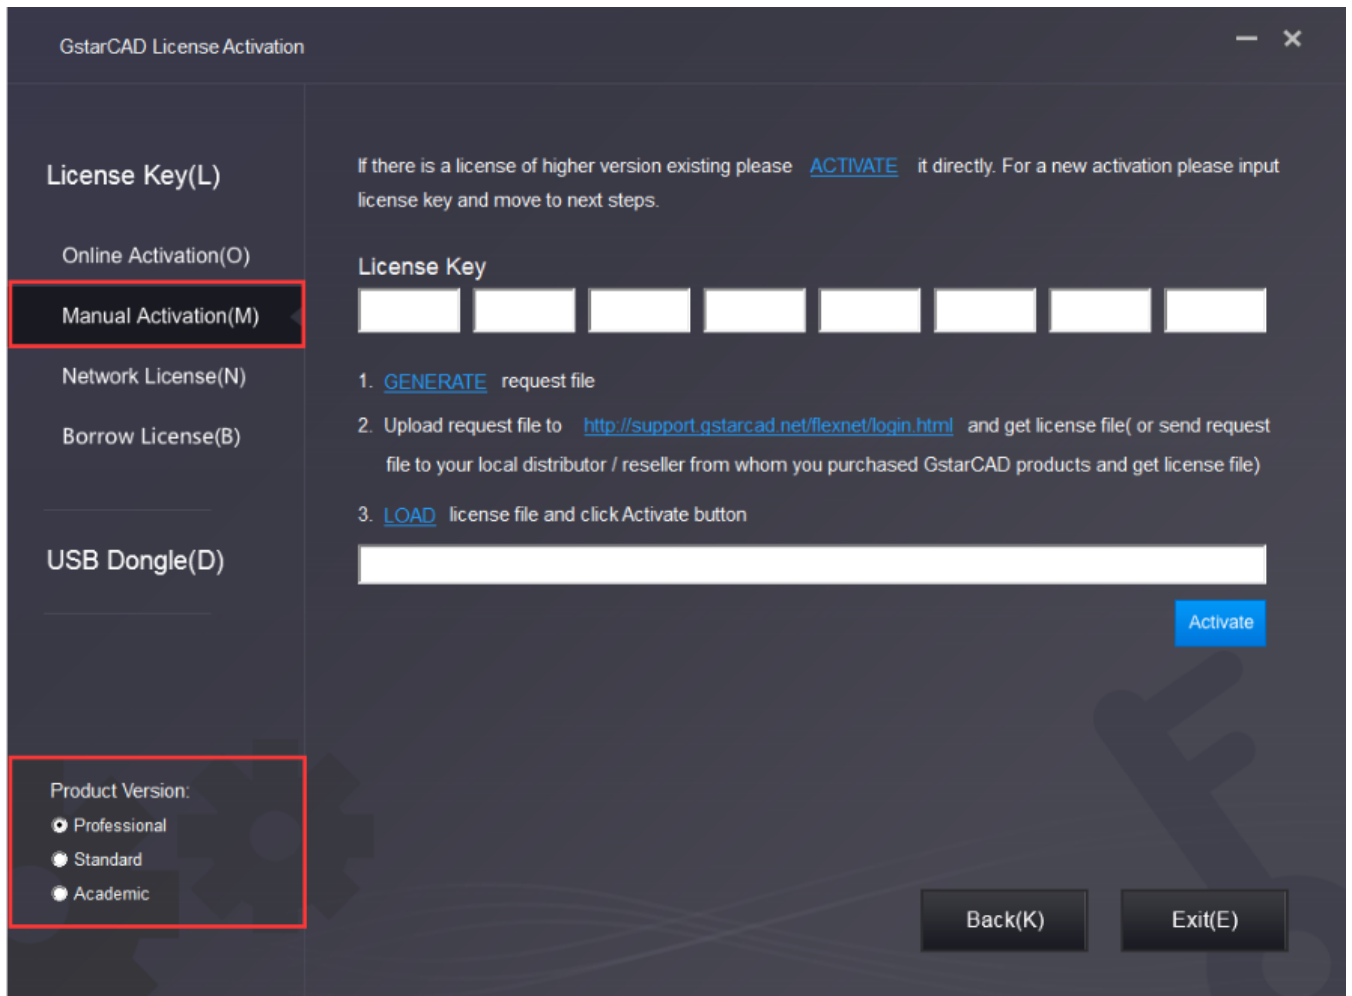 GstarCAD License Activation
License Key(L)
Online Activation(O)
Manual Activation(M)
Network License(N)
Borrow License(B)
USB Dongle(D)
Product Version:
Professional
Standard
Academic
If there is a license of higher version existing please ACTIVATE it directly. For a new activation please input
license key and move to next steps.
License Key
1. GENERATE request file
2. Upload request file to http://support.gstarcad.net/flexnet/login.html and get license file( or send request
file to your local distributor / reseller from whom you purchased GstarCAD products and get license file)
3. LOAD license file and click Activate button
Activate
Back(K)
Exit(E)